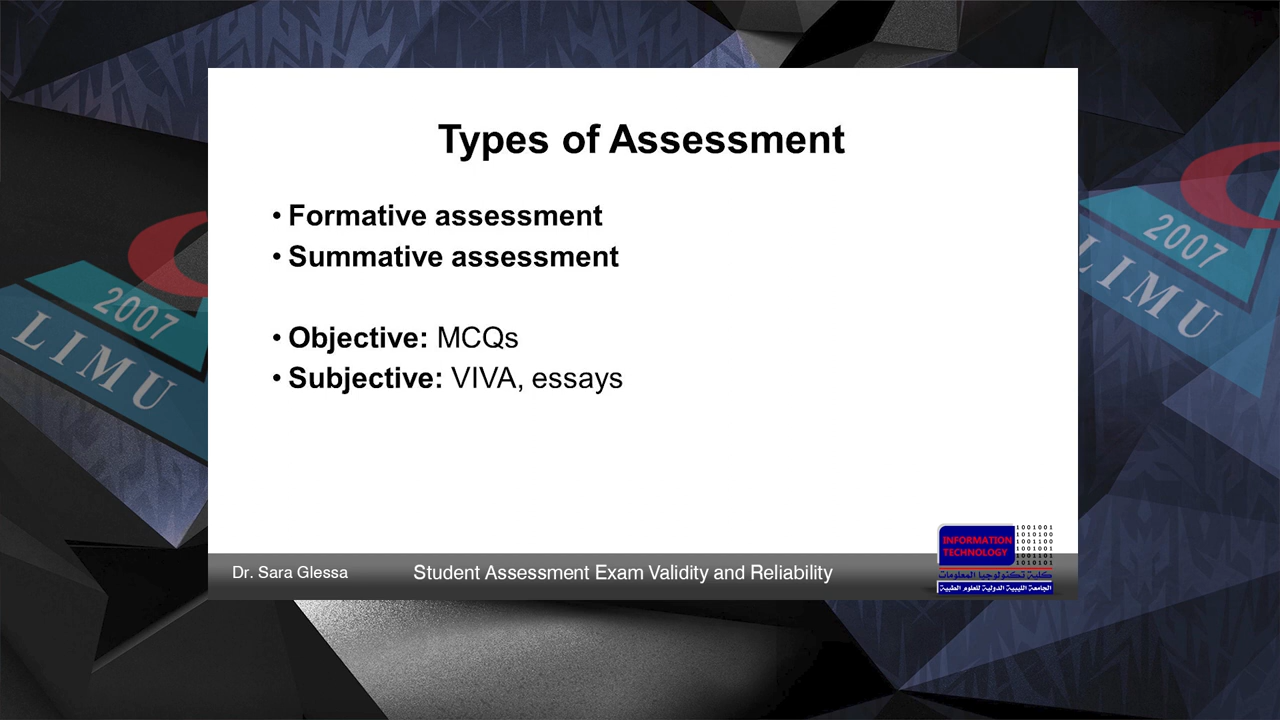 Types of Assessment
• Formative assessment
• Summative assessment
• Objective: MCQs
• Subjective: VIVA, essays
2007
LIMU
2007
LIMU
INFORMATION
TECHNOLOGY
1001001
1010100
1001100
1001001
1001101
1010101
كلية تكنولوجيا المعلومات
الجامعة الليبية الدولية للعلوم الطبية
Dr. Sara Glessa
Student Assessment Exam Validity and Reliability